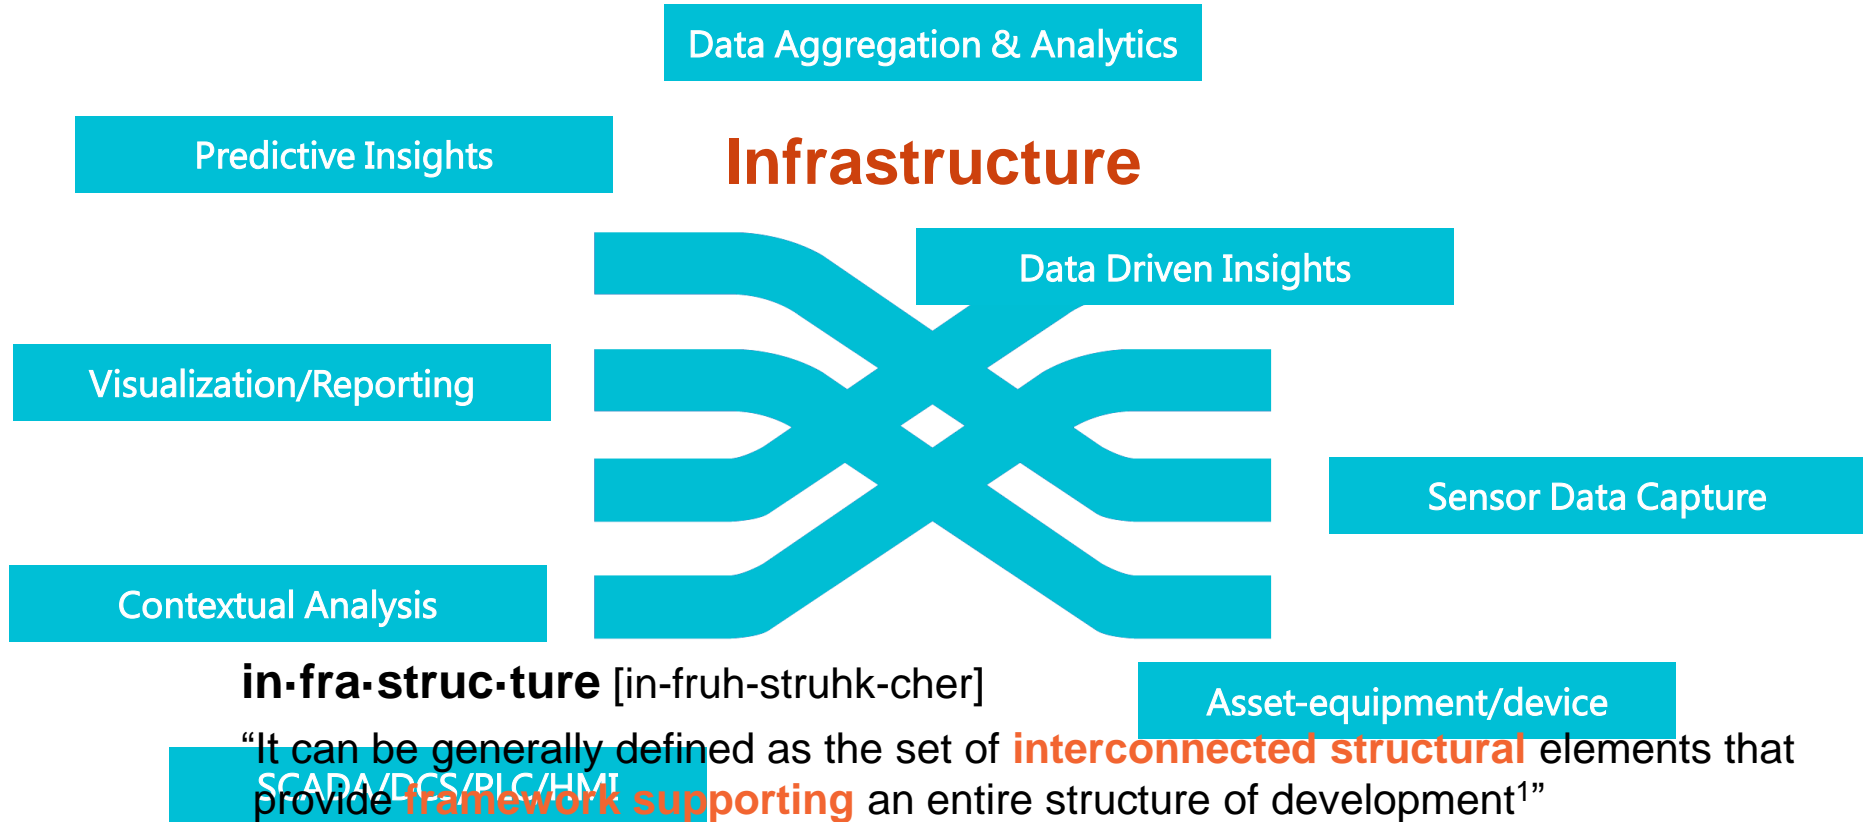 Data Aggregation & Analytics
Predictive Insights
Infrastructure
Data Driven Insights
Visualization/Reporting
Sensor Data Capture
Contextual Analysis
in·fra·struc·ture [in-fruh-struhk-cher]
Asset-equipment/device
“It can be generally defined as the set of interconnected structural elements that
SCADA/DCS/PLC/HMI
provide framework supporting an entire structure of development¹”